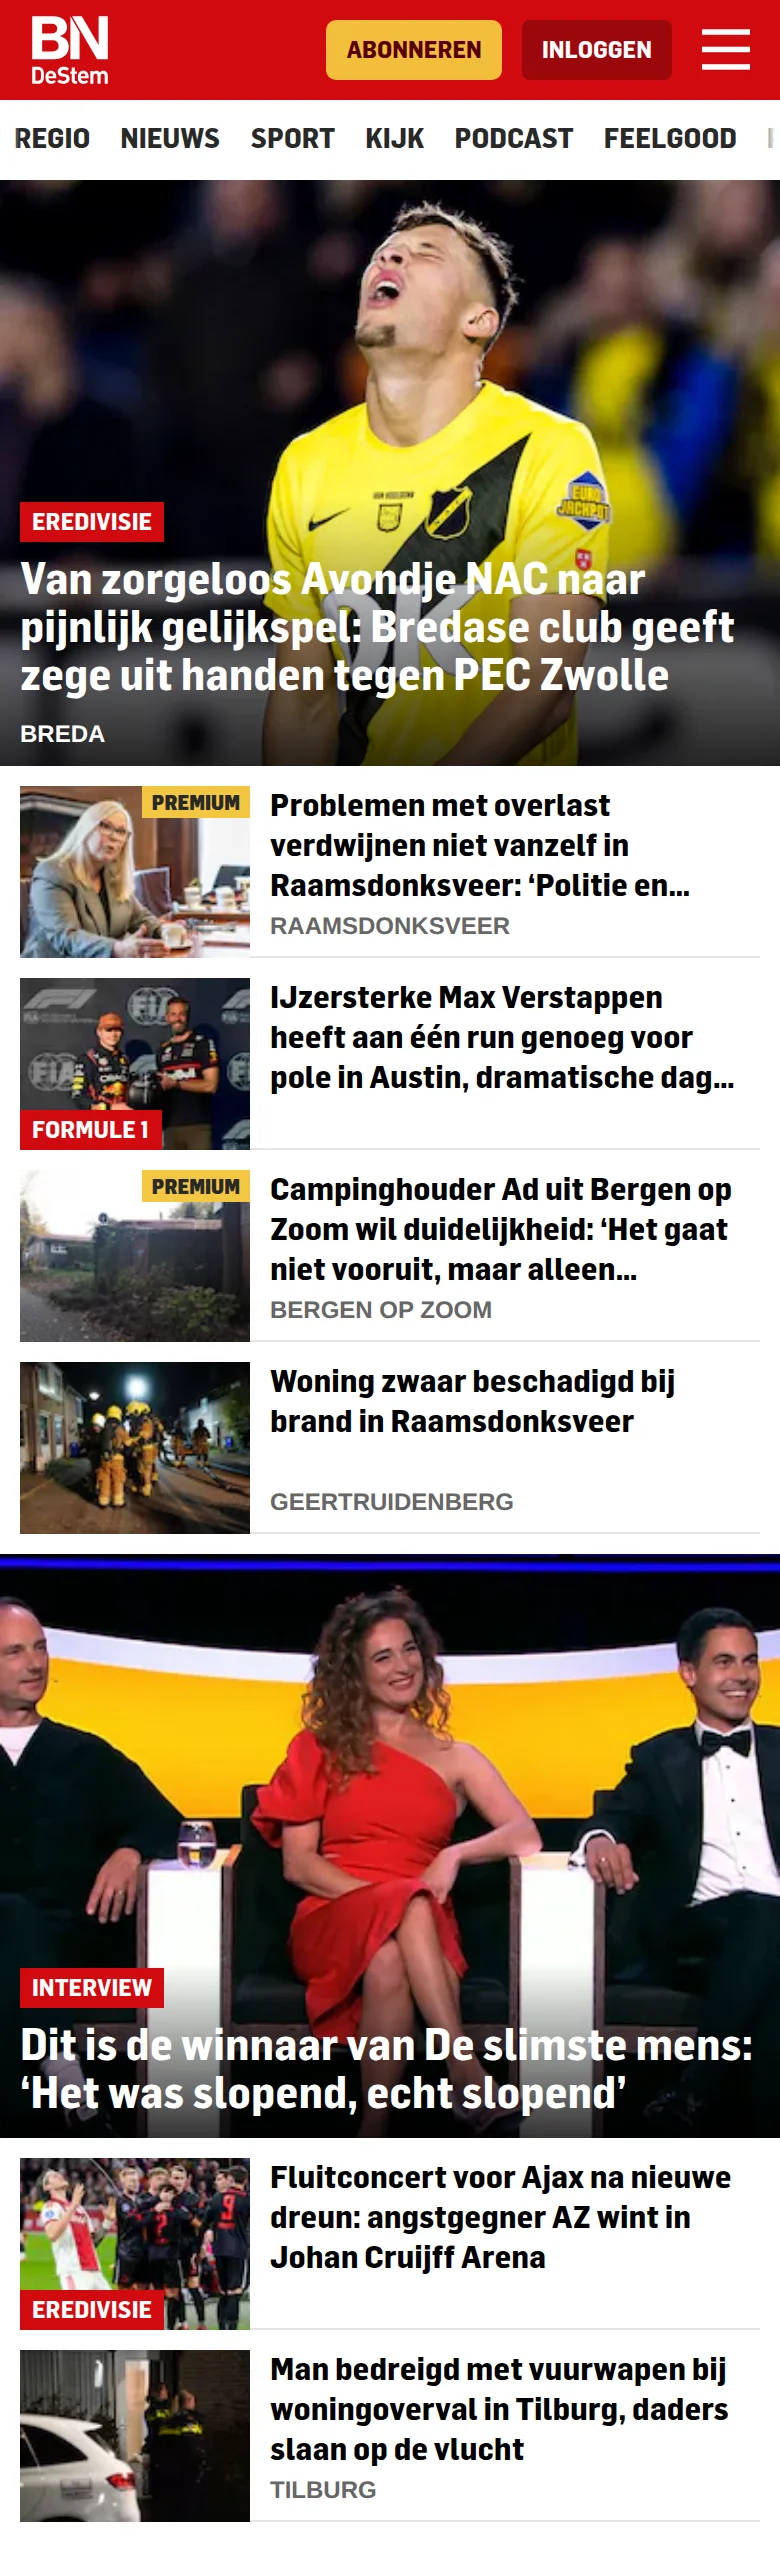 BN
DeStem
ABONNEREN
INLOGGEN
REGIO NIEUWS SPORT KIJK PODCAST FEELGOOD
EURO
JACKPOT
EREDIVISIE
Van zorgeloos Avondje NAC naar
pijnlijk gelijkspel: Bredase club geeft
zege uit handen tegen PEC Zwolle
BREDA
PREMIUM
Problemen met overlast
verdwijnen niet vanzelf in
Raamsdonksveer: ‘Politie en...
RAAMSDONKSVEER
FIA
FORMULE 1
IJzersterke Max Verstappen
heeft aan één run genoeg voor
pole in Austin, dramatische dag...
PREMIUM
Campinghouder Ad uit Bergen op
Zoom wil duidelijkheid: ‘Het gaat
niet vooruit, maar alleen...
BERGEN OP ZOOM
Woning zwaar beschadigd bij
brand in Raamsdonksveer
GEERTRUIDENBERG
INTERVIEW
Dit is de winnaar van De slimste mens:
‘Het was slopend, echt slopend’
EREDIVISIE
Fluitconcert voor Ajax na nieuwe
dreun: angstgegner AZ wint in
Johan Cruijff Arena
Man bedreigd met vuurwapen bij
woningoverval in Tilburg, daders
slaan op de vlucht
TILBURG